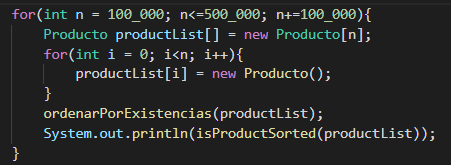 for(int n = 100_000; n<=500_000; n+=100_000){
    Producto productList[] = new Producto[n];
    for(int i = 0; i<n; i++){
        productList[i] = new Producto();
    }
    ordenarPorExistencias(productList);
    System.out.println(isProductSorted(productList));
}